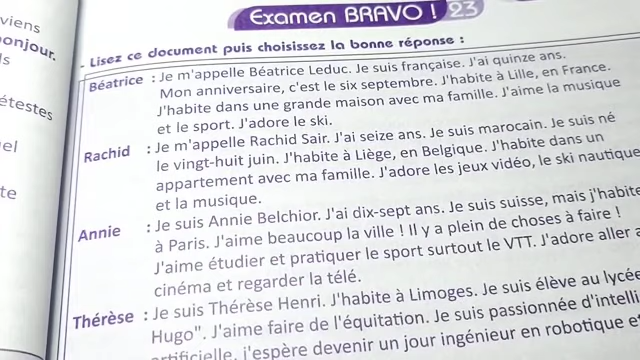 viens
onjour.
étestes
el
te
Examen BRAVO ! 23
- Lisez ce document puis choisissez la bonne réponse :
Béatrice : Je m'appelle Béatrice Leduc. Je suis française. J'ai quinze ans.
Mon anniversaire, c'est le six septembre. J'habite à Lille, en France.
J'habite dans une grande maison avec ma famille. J'aime la musique
et le sport. J'adore le ski.
Rachid : Je m'appelle Rachid Sair. J'ai seize ans. Je suis marocain. Je suis né
le vingt-huit juin. J'habite à Liège, en Belgique. J'habite dans un
appartement avec ma famille. J'adore les jeux vidéo, le ski nautique
et la musique.
Annie : Je suis Annie Belchior. J'ai dix-sept ans. Je suis suisse, mais j'habite
à Paris. J'aime beaucoup la ville ! Il y a plein de choses à faire !
J'aime étudier et pratiquer le sport surtout le VTT. J'adore aller a
cinéma et regarder la télé.
Thérèse : Je suis Thérèse Henri. J'habite à Limoges. Je suis élève au lycée
Hugo". J'aime faire de l'équitation. Je suis passionnée d'intelli
artificielle, j'espère devenir un jour ingénieur en robotique et